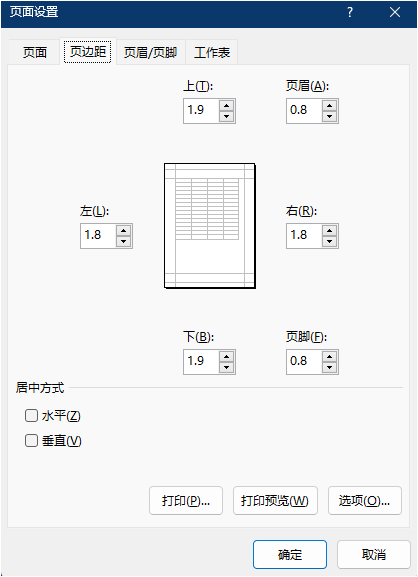 页面设置
页面 页边距 页眉/页脚 工作表
上(T): 页眉(A):
1.9 0.8
左(L): 右(R):
1.8 1.8
下(B): 页脚(F):
1.9 0.8
居中方式
水平(Z)
垂直(V)
打印(P)... 打印预览(W) 选项(O)...
确定 取消